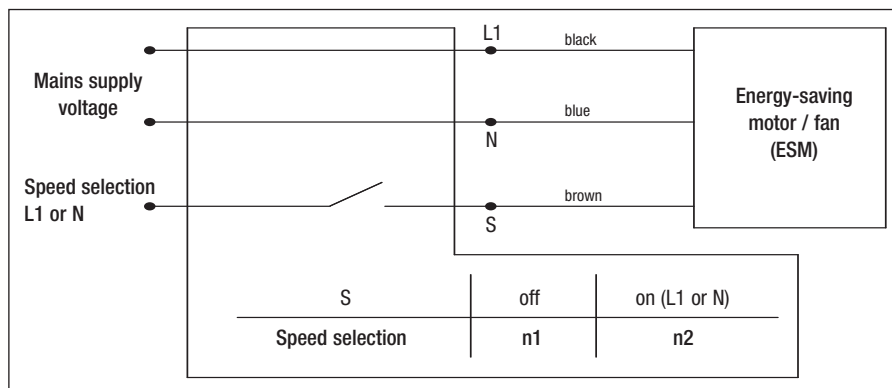 L1
black
Mains supply
voltage
blue
N
Energy-saving
motor / fan
(ESM)
Speed selection
L1 or N
brown
S
S off on (L1 or N)
Speed selection n1 n2